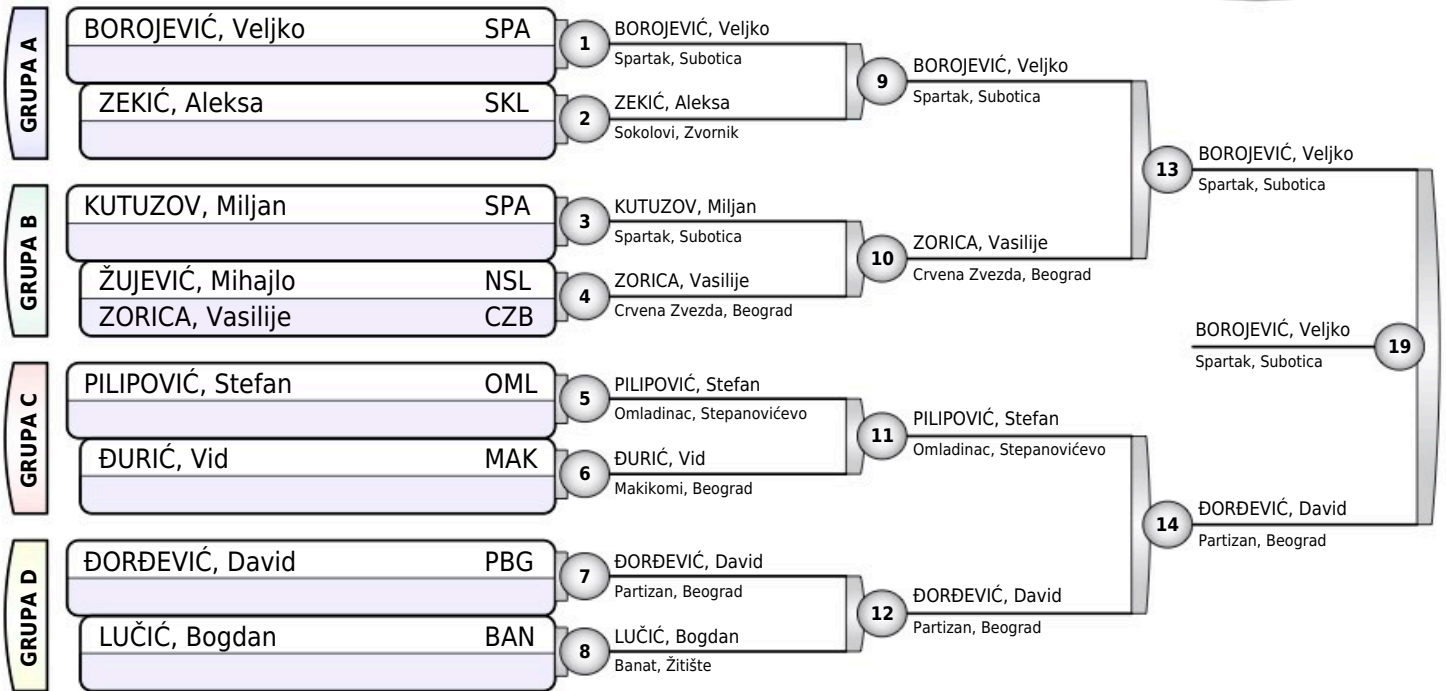 GRUPA A
BOROJEVIĆ, Veljko SPA
ZEKIĆ, Aleksa SKL
GRUPA B
KUTUZOV, Miljan SPA
ŽUJEVIĆ, Mihajlo NSL
ZORICA, Vasilije CZB
GRUPA C
PILIPOVIĆ, Stefan OML
ĐURIĆ, Vid MAK
GRUPA D
ĐORĐEVIĆ, David PBG
LUČIĆ, Bogdan BAN
1
BOROJEVIĆ, Veljko
Spartak, Subotica
2
ZEKIĆ, Aleksa
Sokolovi, Zvornik
3
KUTUZOV, Miljan
Spartak, Subotica
4
ZORICA, Vasilije
Crvena Zvezda, Beograd
5
PILIPOVIĆ, Stefan
Omladinac, Stepanovićevo
6
ĐURIĆ, Vid
Makikomi, Beograd
7
ĐORĐEVIĆ, David
Partizan, Beograd
8
LUČIĆ, Bogdan
Banat, Žitište
9
BOROJEVIĆ, Veljko
Spartak, Subotica
10
ZORICA, Vasilije
Crvena Zvezda, Beograd
11
PILIPOVIĆ, Stefan
Omladinac, Stepanovićevo
12
ĐORĐEVIĆ, David
Partizan, Beograd
13
BOROJEVIĆ, Veljko
Spartak, Subotica
14
ĐORĐEVIĆ, David
Partizan, Beograd
BOROJEVIĆ, Veljko
Spartak, Subotica
19